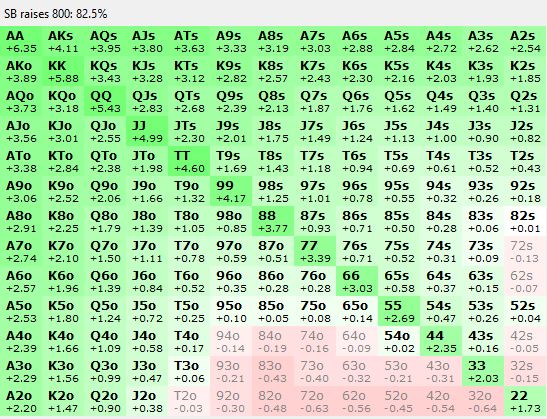 SB raises 800: 82.5%
AA AKs AQs AJs ATs A9s A8s A7s A6s A5s A4s A3s A2s
+6.35 +4.11 +3.95 +3.80 +3.63 +3.33 +3.19 +3.03 +2.88 +2.84 +2.72 +2.62 +2.54
AKo KK KQs KJs KTs K9s K8s K7s K6s K5s K4s K3s K2s
+3.89 +5.88 +3.43 +3.28 +3.12 +2.82 +2.57 +2.43 +2.30 +2.16 +2.03 +1.93 +1.85
AQo KQo QQ QJs QTs Q9s Q8s Q7s Q6s Q5s Q4s Q3s Q2s
+3.73 +3.18 +5.43 +2.83 +2.68 +2.39 +2.13 +1.87 +1.76 +1.62 +1.49 +1.40 +1.31
AJo KJo QJo JJ JTs J9s J8s J7s J6s J5s J4s J3s J2s
+3.56 +3.01 +2.55 +4.99 +2.30 +2.01 +1.75 +1.49 +1.24 +1.13 +1.00 +0.90 +0.82
ATo KTo QTo JTo TT T9s T8s T7s T6s T5s T4s T3s T2s
+3.38 +2.84 +2.38 +1.98 +4.60 +1.69 +1.43 +1.18 +0.94 +0.69 +0.61 +0.52 +0.43
A9o K9o Q9o J9o T9o 99 98s 97s 96s 95s 94s 93s 92s
+3.06 +2.52 +2.06 +1.66 +1.32 +4.17 +1.25 +1.01 +0.78 +0.55 +0.32 +0.26 +0.18
A8o K8o Q8o J8o T8o 98o 88 87s 86s 85s 84s 83s 82s
+2.91 +2.25 +1.79 +1.39 +1.05 +0.85 +3.77 +0.93 +0.71 +0.50 +0.28 +0.06 +0.01
A7o K7o Q7o J7o T7o 97o 87o 77 76s 75s 74s 73s 72s
+2.74 +2.10 +1.50 +1.11 +0.78 +0.59 +0.51 +3.39 +0.71 +0.52 +0.31 +0.09 -0.13
A6o K6o Q6o J6o T6o 96o 86o 76o 66 65s 64s 63s 62s
+2.57 +1.96 +1.39 +0.84 +0.52 +0.35 +0.28 +0.28 +3.03 +0.58 +0.37 +0.15 -0.07
A5o K5o Q5o J5o T5o 95o 85o 75o 65o 55 54s 53s 52s
+2.53 +1.80 +1.24 +0.72 +0.25 +0.10 +0.05 +0.08 +0.14 +2.69 +0.47 +0.26 +0.04
A4o K4o Q4o J4o T4o 94o 84o 74o 64o 54o 44 43s 42s
+2.39 +1.66 +1.09 +0.58 +0.17 -0.14 -0.19 -0.16 -0.09 +0.02 +2.35 +0.16 -0.05
A3o K3o Q3o J3o T3o 93o 83o 73o 63o 53o 43o 33 32s
+2.29 +1.56 +0.99 +0.47 +0.06 -0.21 -0.43 -0.40 -0.32 -0.21 -0.31 +2.03 -0.15
A2o K2o Q2o J2o T2o 92o 82o 72o 62o 52o 42o 32o 22
+2.20 +1.47 +0.90 +0.38 -0.03 -0.30 -0.48 -0.63 -0.56 -0.45 -0.54 -0.64 +1.73